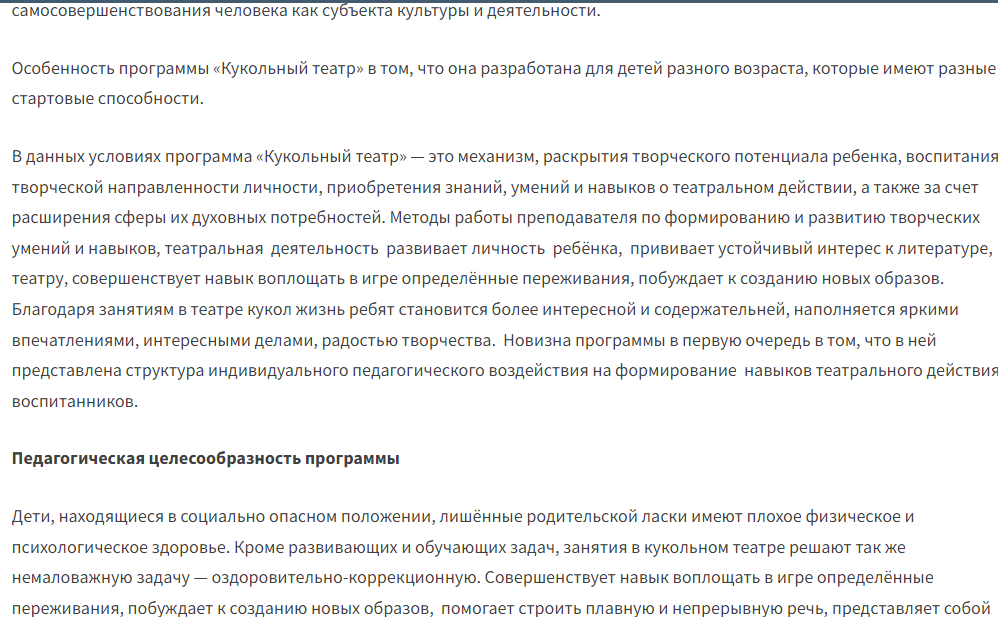 самосовершенствования человека как субъекта культуры и деятельности.
Особенность программы «Кукольный театр» в том, что она разработана для детей разного возраста, которые имеют разные
стартовые способности.
В данных условиях программа «Кукольный театр» — это механизм, раскрытия творческого потенциала ребенка, воспитания
творческой направленности личности, приобретения знаний, умений и навыков о театральном действии, а также за счет
расширения сферы их духовных потребностей. Методы работы преподавателя по формированию и развитию творческих
умений и навыков, театральная  деятельность  развивает личность  ребёнка,  прививает устойчивый интерес к литературе,
театру, совершенствует навык воплощать в игре определённые переживания, побуждает к созданию новых образов.
Благодаря занятиям в театре кукол жизнь ребят становится более интересной и содержательней, наполняется яркими
впечатлениями, интересными делами, радостью творчества.  Новизна программы в первую очередь в том, что в ней
представлена структура индивидуального педагогического воздействия на формирование  навыков театрального действия
воспитанников.
Педагогическая целесообразность программы
Дети, находящиеся в социально опасном положении, лишённые родительской ласки имеют плохое физическое и
психологическое здоровье. Кроме развивающих и обучающих задач, занятия в кукольном театре решают так же
немаловажную задачу — оздоровительно-коррекционную. Совершенствует навык воплощать в игре определённые
переживания, побуждает к созданию новых образов,  помогает строить плавную и непрерывную речь, представляет собой